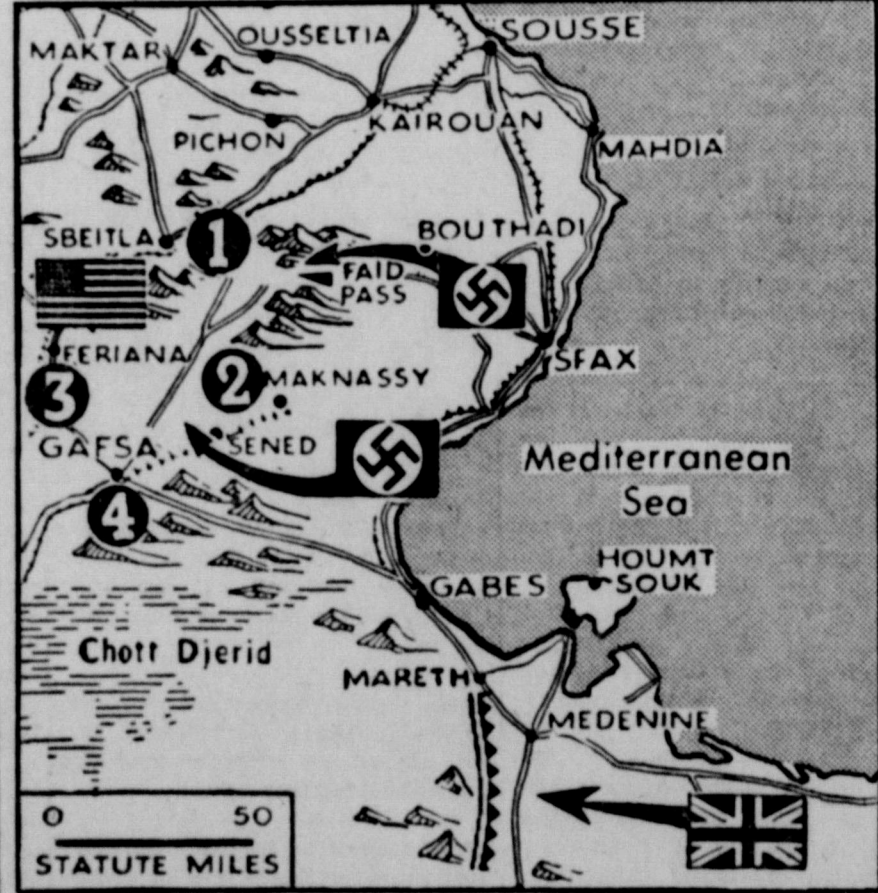 OUSSELTIA
SOUSSE
MAKTAR
KAIROUAN
PICHON
MAHDIA
SBEITLA
1
BOUTHADI
FAID
PASS
FERIANA
SFAX
3
2
MAKNASSY
GAFSA
SENED
Mediterranean
Sea
4
HOUMT
SOUK
GABES
Chott Djerid
MARETH
MEDENINE
0 50
STATUTE MILES